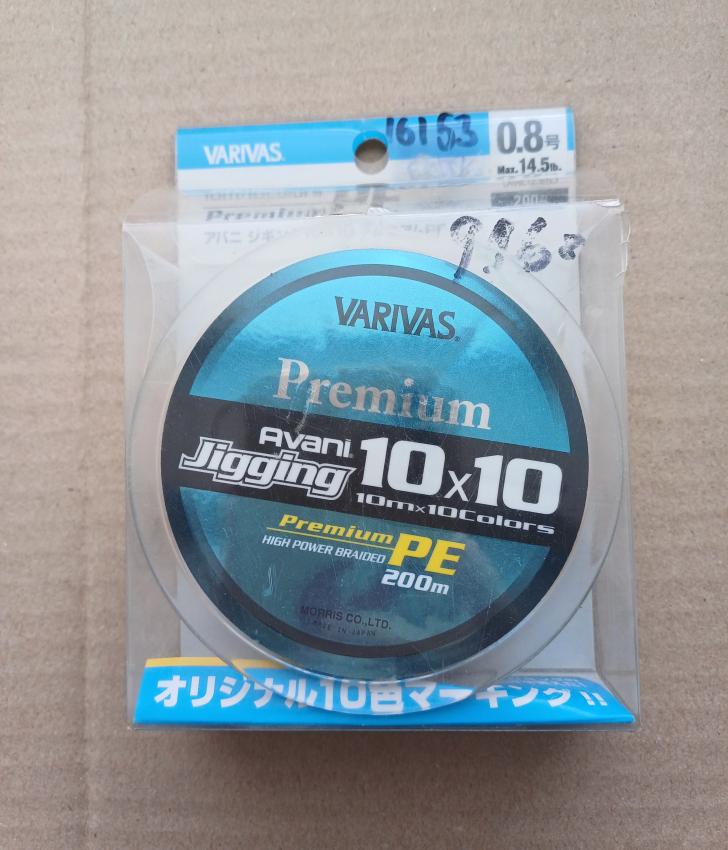 VARIVAS®
0.8号
Max.14.5lb.
Premium
VARIVAS®
Premium
Avani
Jigging 10x10
10m×10Colors
Premium PE
HIGH POWER BRAIDED
200m
MORRIS CO.,LTD.
MADE IN JAPAN
オリジナル10色マーキング!!